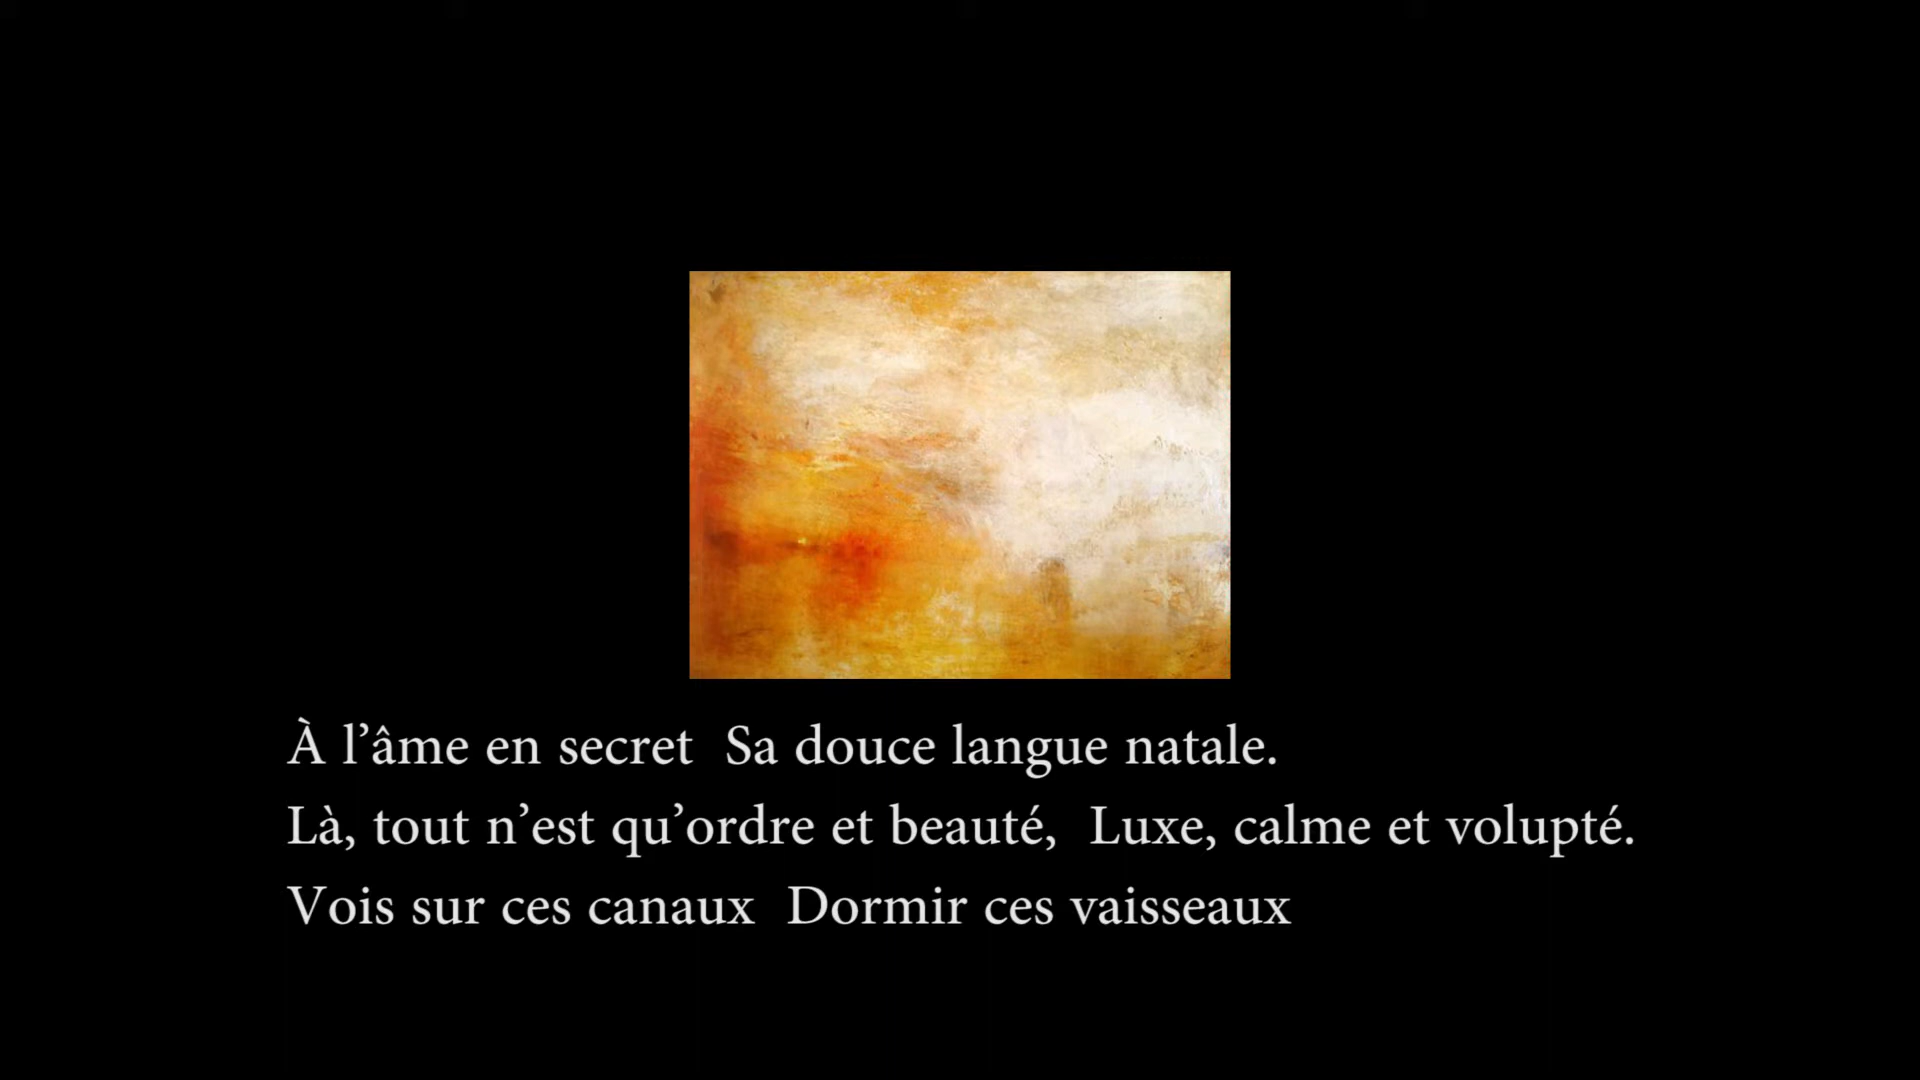 À l’âme en secret  Sa douce langue natale.
Là, tout n’est qu’ordre et beauté,  Luxe, calme et volupté.
Vois sur ces canaux  Dormir ces vaisseaux